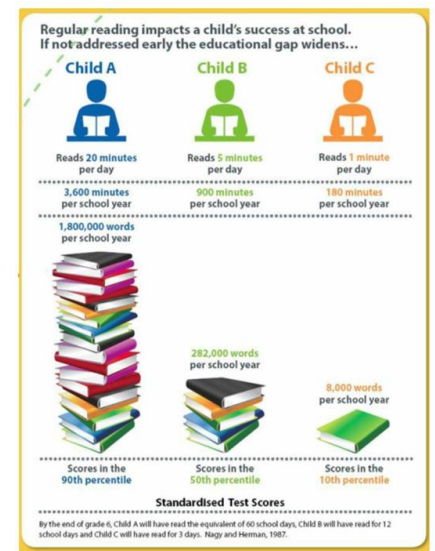 Regular reading impacts a child's success at school.
If not addressed early the educational gap widens...
Child A
Child B
Child C
Reads 20 minutes
per day
Reads 5 minutes
per day
Reads 1 minute
per day
3,600 minutes
per school year
900 minutes
per school year
180 minutes
per school year
1,800,000 words
per school year
282,000 words
per school year
8,000 words
per school year
Scores in the
90th percentile
Scores in the
50th percentile
Scores in the
10th percentile
Standardised Test Scores
By the end of grade 6, Child A will have read the equivalent of 60 school days, Child B will have read for 12
school days and Child C will have read for 3 days. Nagy and Herman, 1987.